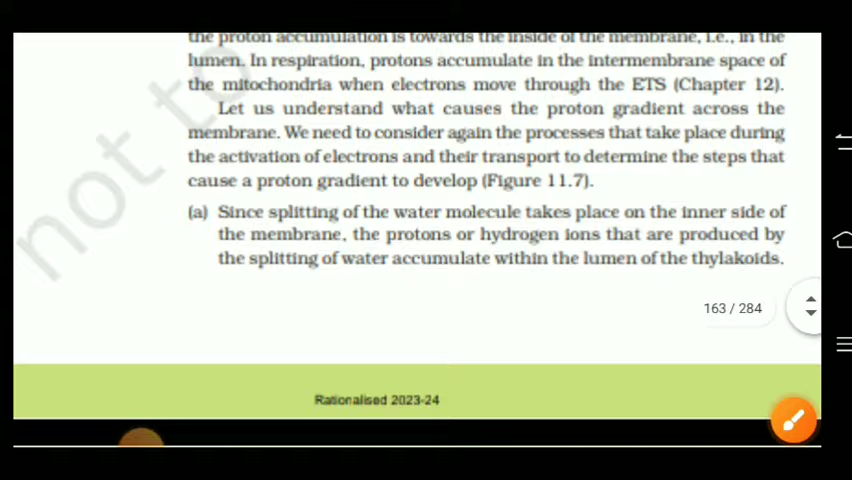 the proton accumulation is towards the inside of the membrane, i.e., in the
lumen. In respiration, protons accumulate in the intermembrane space of
the mitochondria when electrons move through the ETS (Chapter 12).
Let us understand what causes the proton gradient across the
membrane. We need to consider again the processes that take place during
the activation of electrons and their transport to determine the steps that
cause a proton gradient to develop (Figure 11.7).
(a) Since splitting of the water molecule takes place on the inner side of
the membrane, the protons or hydrogen ions that are produced by
the splitting of water accumulate within the lumen of the thylakoids.
not to
163 / 284
Rationalised 2023-24